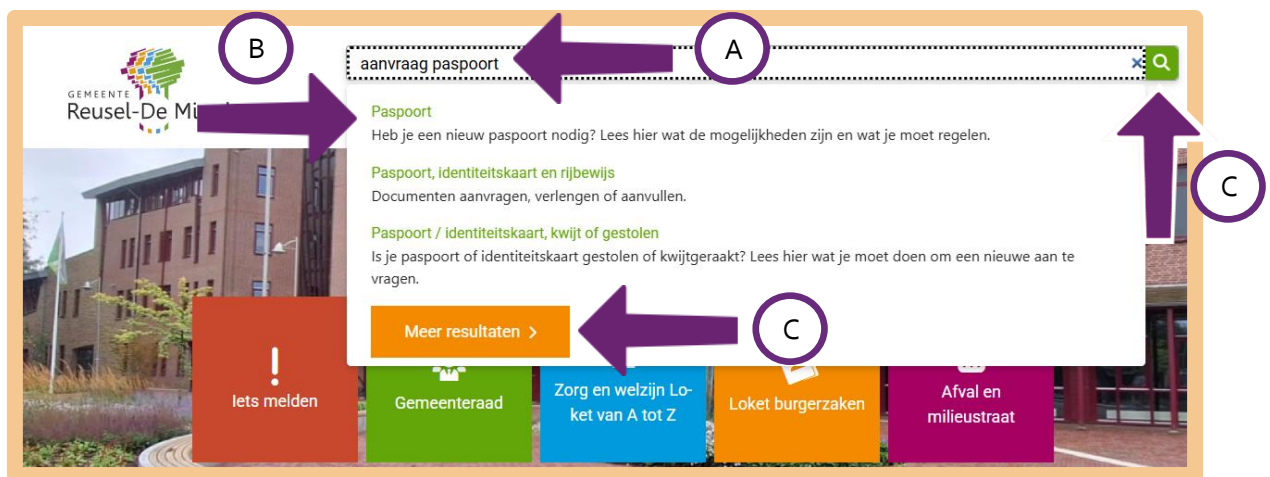 B
A
aanvraag paspoort
×
GEMEENTE
Reusel-De
Paspoort
Heb je een nieuw paspoort nodig? Lees hier wat de mogelijkheden zijn en wat je moet regelen.
Paspoort, identiteitskaart en rijbewijs
Documenten aanvragen, verlengen of aanvullen.
C
Paspoort / identiteitskaart, kwijt of gestolen
Is je paspoort of identiteitskaart gestolen of kwijtgeraakt? Lees hier wat je moet doen om een nieuwe aan te
vragen.
Meer resultaten >
C
!
Iets melden
Gemeenteraad
Zorg en welzijn Lo-
ket van A tot Z
Loket burgerzaken
Afval en
milieustraat